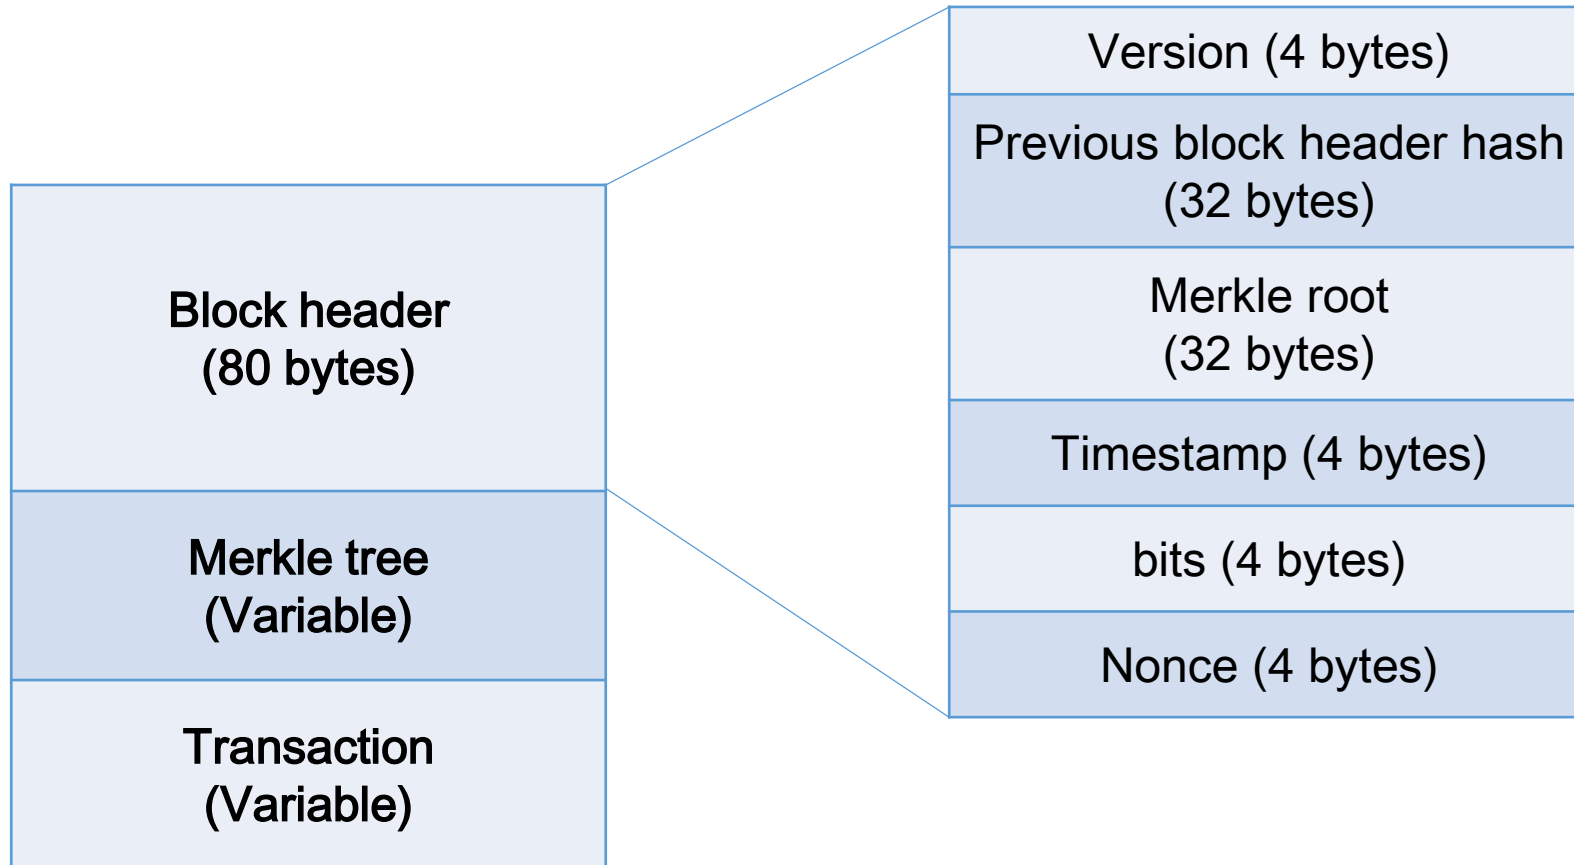 Block header
(80 bytes)
Merkle tree
(Variable)
Transaction
(Variable)
Version (4 bytes)
Previous block header hash
(32 bytes)
Merkle root
(32 bytes)
Timestamp (4 bytes)
bits (4 bytes)
Nonce (4 bytes)